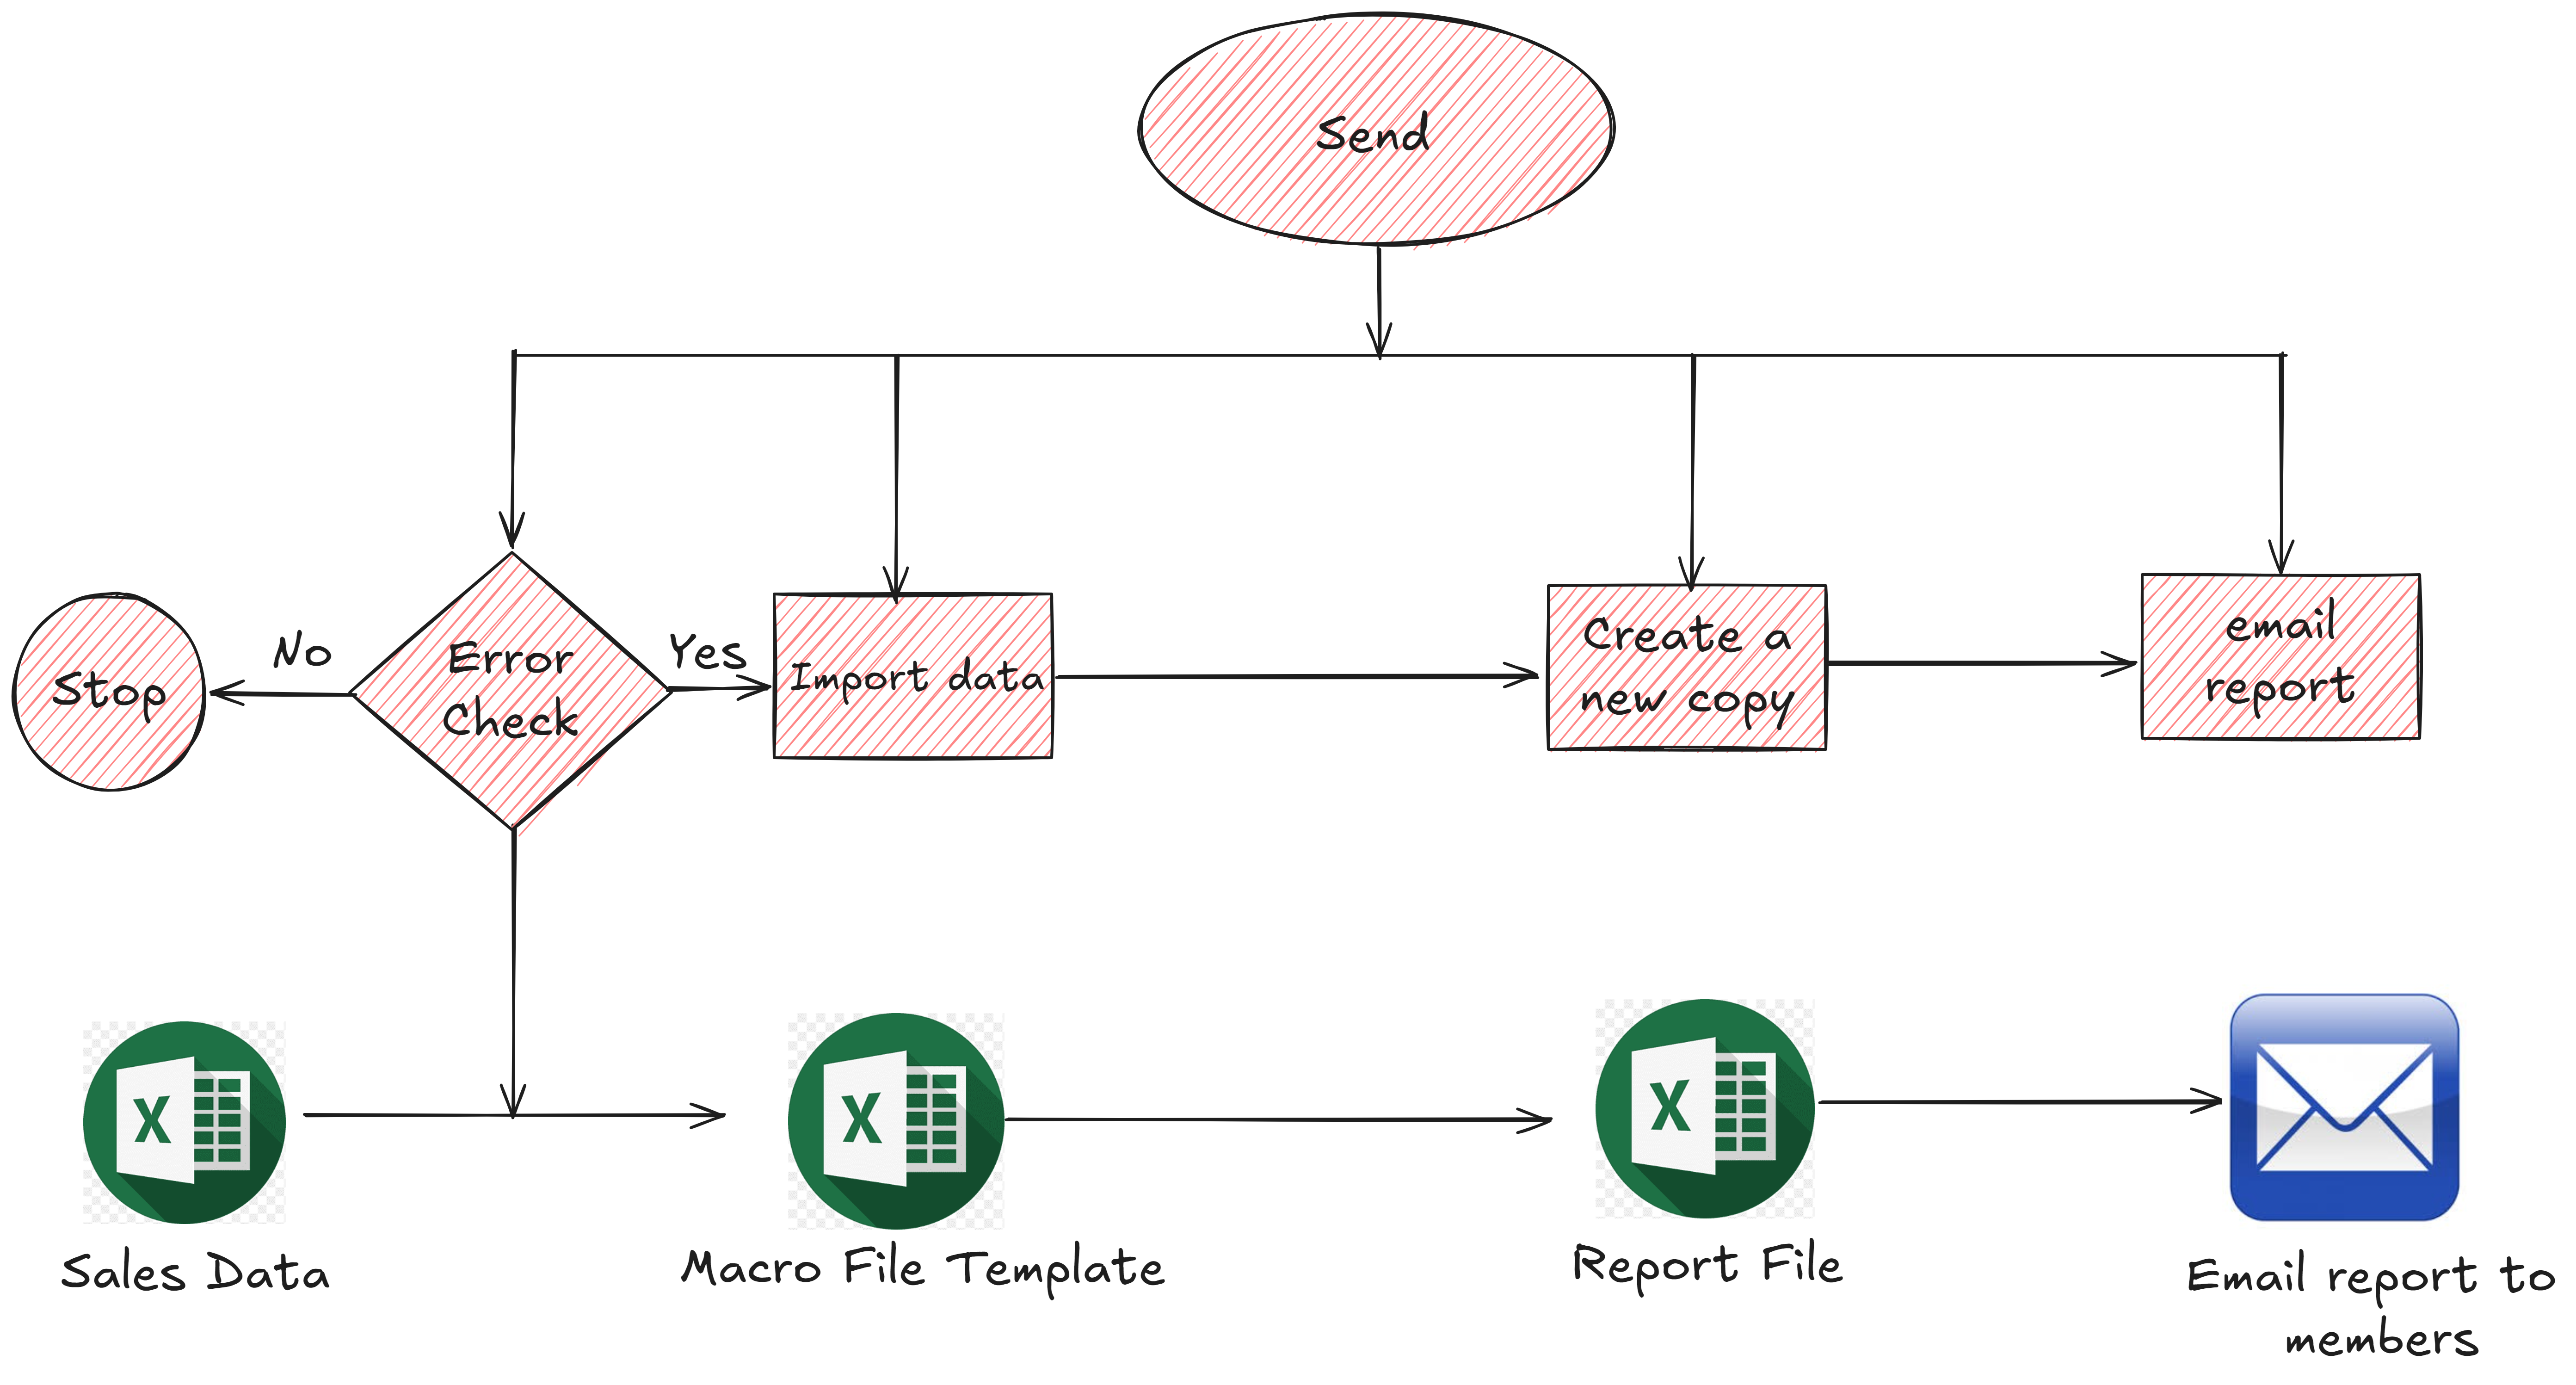 Send
No
Yes
Stop
Error
Check
Import data
Create a
new copy
email
report
X
X
X
Sales Data
Macro File Template
Report File
Email report to
members